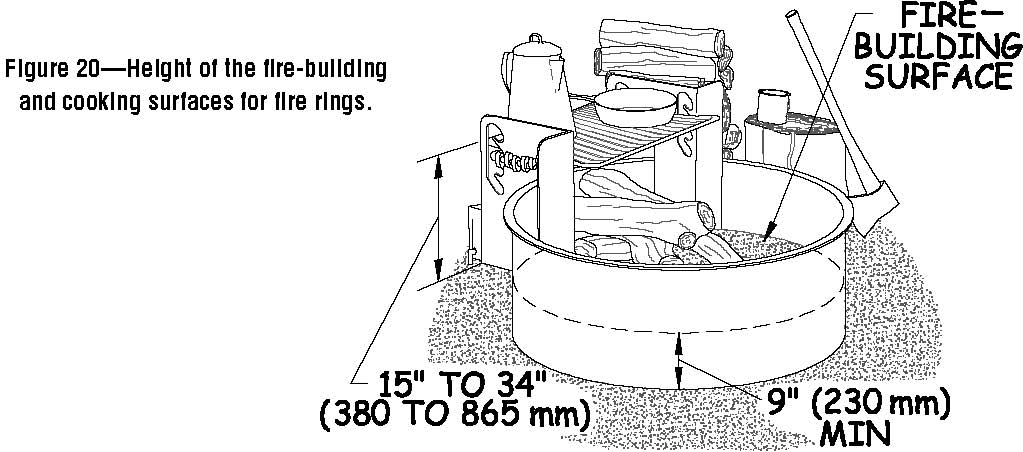 Figure 20—Height of the fire-building
and cooking surfaces for fire rings.
FIRE–
BUILDING
SURFACE
15" TO 34"
(380 TO 865 mm)
9" (230 mm)
MIN